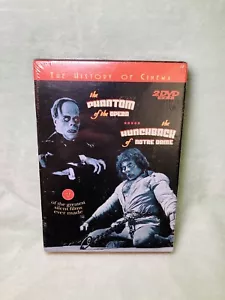 THE HISTORY OF CINEMA
the
PHANTOM
of the OPERA
2 DVD
the
HUNCHBACK
of NOTRE DAME
of the greatest
silent films
ever made